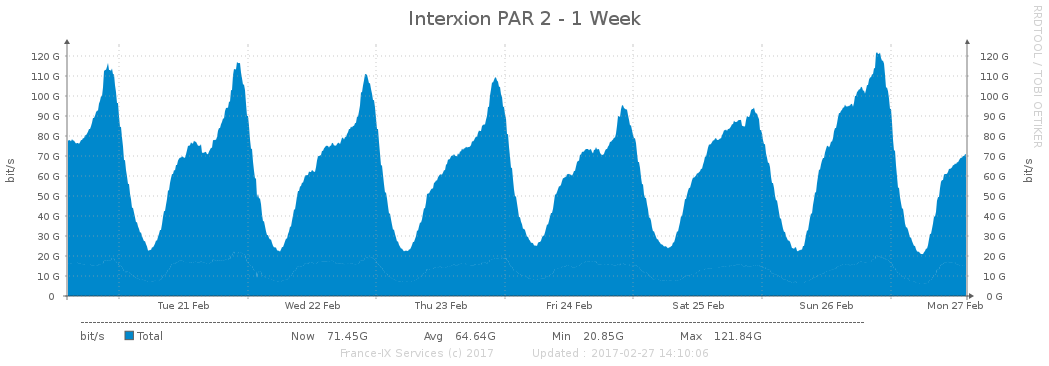 Interxion PAR 2 - 1 Week
RRDTOOL / TOBI OETIKER
120 G 120 G
110 G 110 G
100 G 100 G
90 G 90 G
80 G 80 G
70 G 70 G
60 G 60 G
50 G 50 G
40 G 40 G
30 G 30 G
20 G 20 G
10 G 10 G
0 0 G
bit/s
bit/s
Tue 21 Feb Wed 22 Feb Thu 23 Feb Fri 24 Feb Sat 25 Feb Sun 26 Feb Mon 27 Feb
bit/s Total Now 71.45G Avg 64.64G Min 20.85G Max 121.84G
France-IX Services (c) 2017 Updated : 2017-02-27 14:10:06